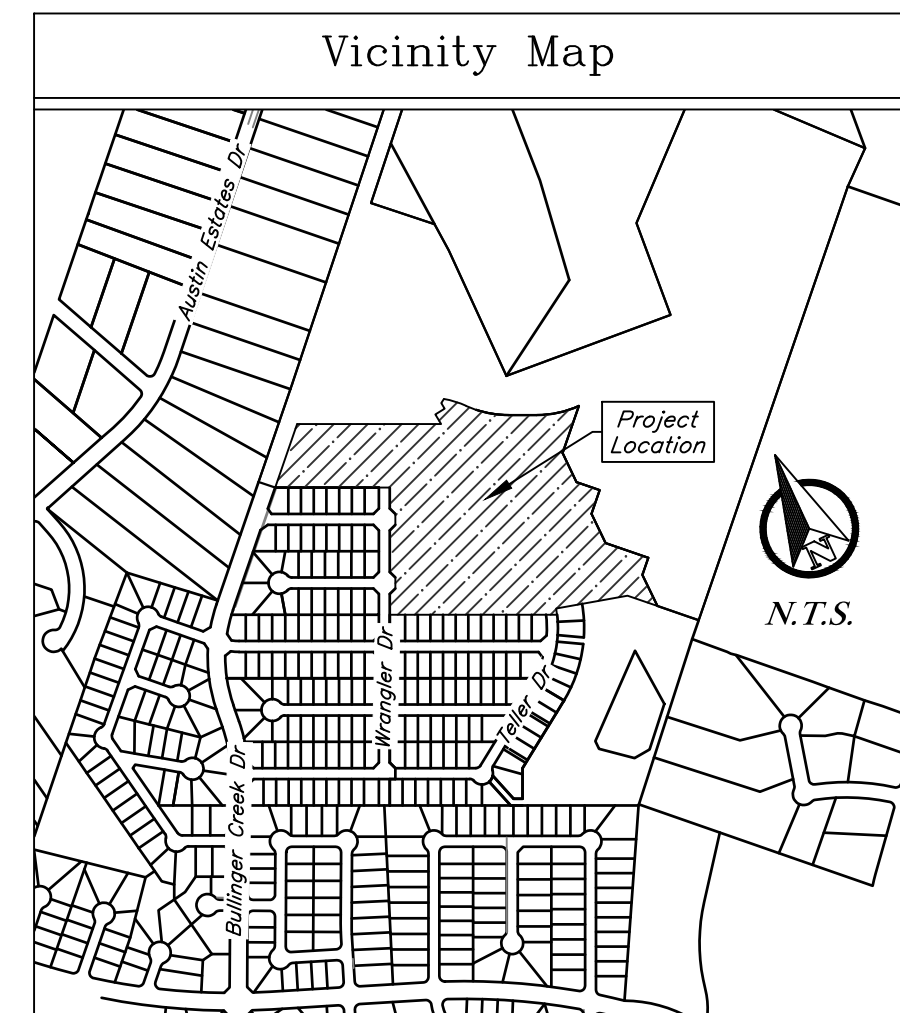 Vicinity Map
Austin Estates Dr
Project
Location
N
N.T.S.
Wrangler Dr
Teller Dr
Bullinger Creek Dr